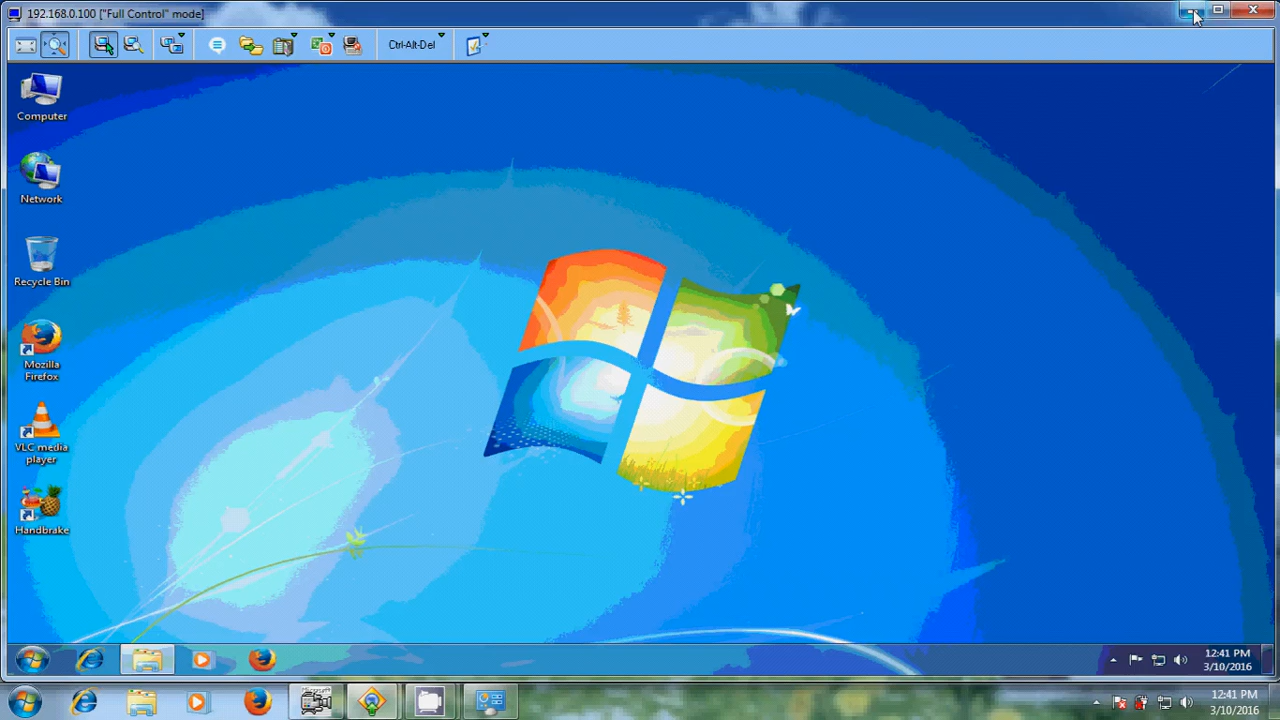 192.168.0.100 ["Full Control" mode]
Ctrl-Alt-Del
Computer
Network
Recycle Bin
Mozilla
Firefox
VLC media
player
Handbrake
12:41 PM
3/10/2016
12:41 PM
3/10/2016